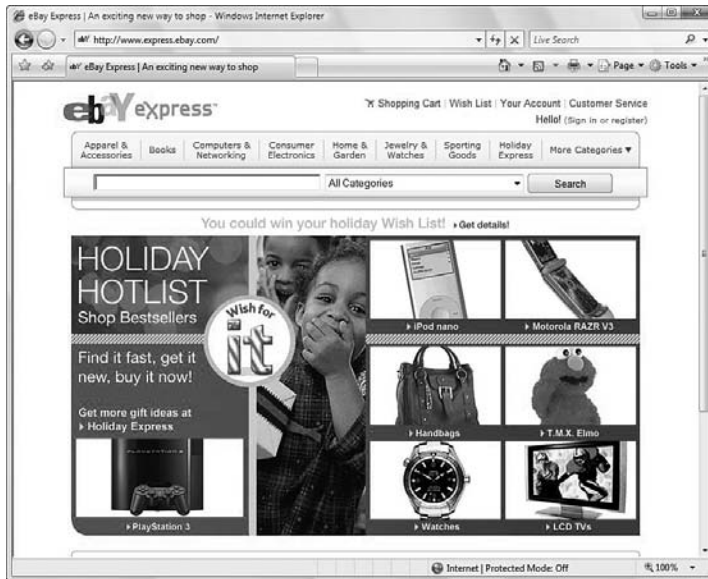 eBay Express | An exciting new way to shop - Windows Internet Explorer
http://www.express.ebay.com/
Live Search
eBay Express | An exciting new way to shop
Page
Tools
ebay express
Shopping Cart | Wish List | Your Account | Customer Service
Hello! (Sign in or register)
Apparel & Accessories
Books
Computers & Networking
Consumer Electronics
Home & Garden
Jewelry & Watches
Sporting Goods
Holiday Express
More Categories
All Categories
Search
You could win your holiday Wish List! Get details!
HOLIDAY
HOTLIST
Shop Bestsellers
Wish for
it
Find it fast, get it
new, buy it now!
Get more gift ideas at
Holiday Express
PLAYSTATION 3
PlayStation 3
iPod nano
Motorola RAZR V3
Handbags
T.M.X. Elmo
Watches
LCD TVs
Internet | Protected Mode: Off
100%